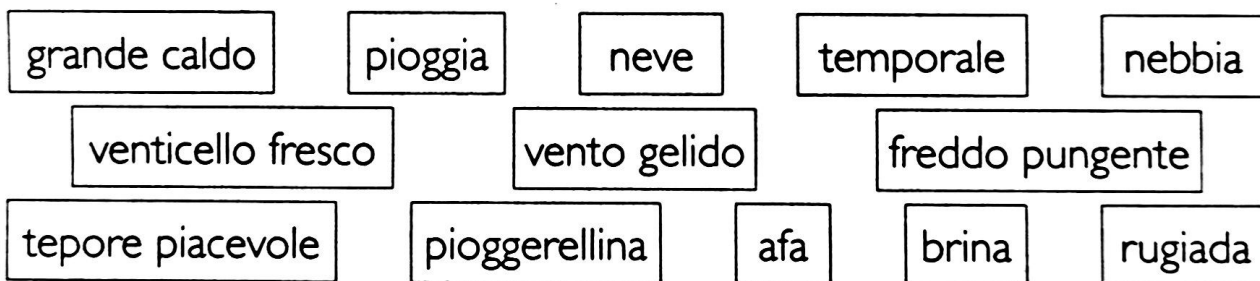 grande caldo pioggia neve temporale nebbia
venticello fresco vento gelido freddo pungente
tepore piacevole pioggerellina afa brina rugiada